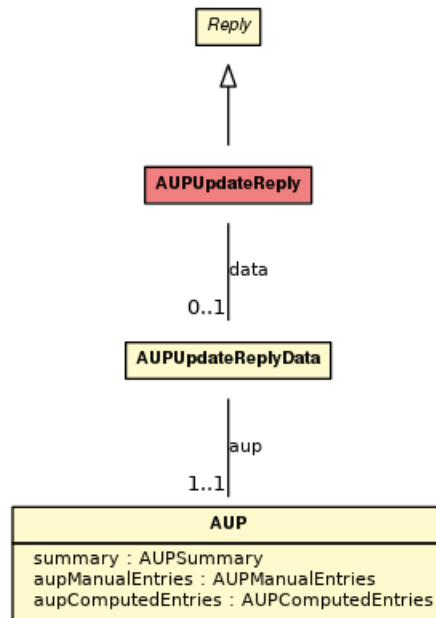 Reply
AUPUpdateReply
data
0..1
AUPUpdateReplyData
aup
1..1
AUP
summary : AUPSummary
aupManualEntries : AUPManualEntries
aupComputedEntries : AUPComputedEntries